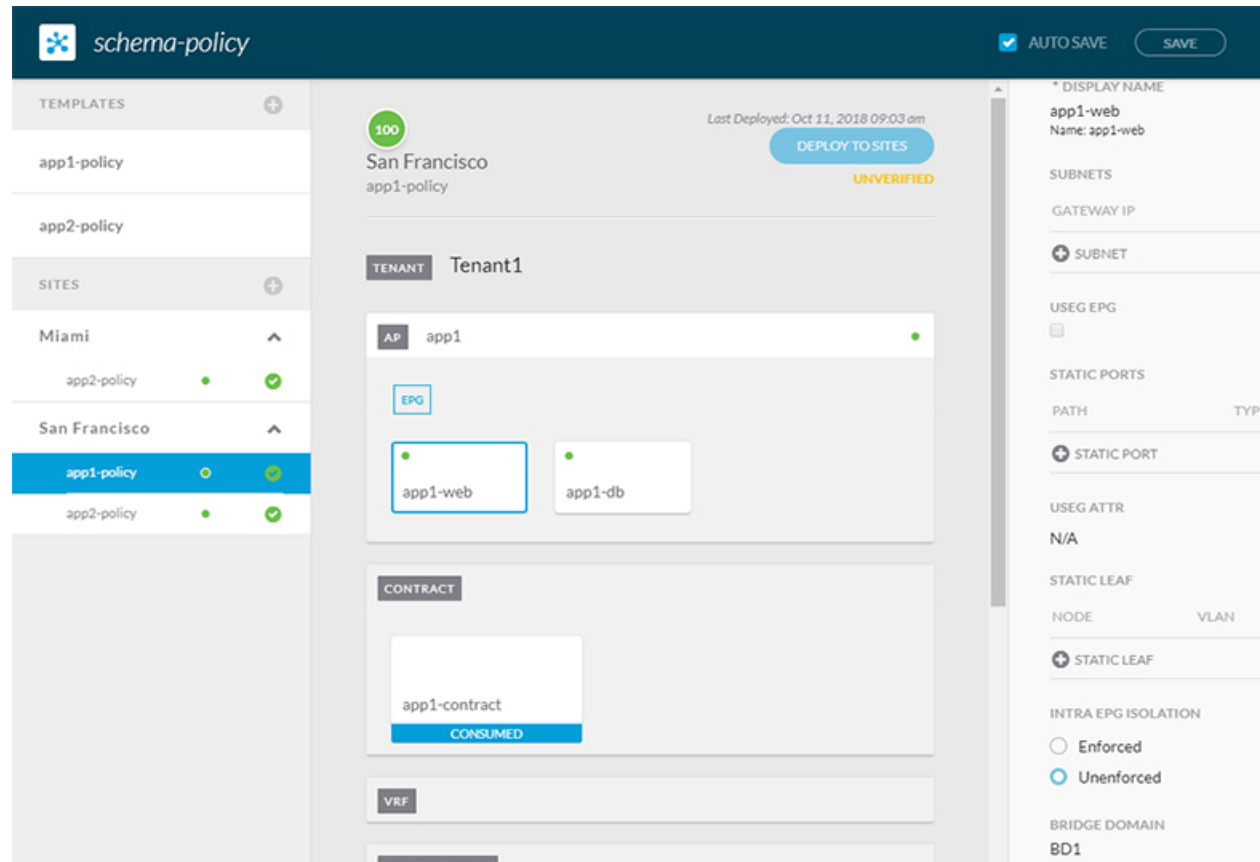 schema-policy
AUTO SAVE
SAVE
TEMPLATES
app1-policy
app2-policy
SITES
Miami
app2-policy
San Francisco
app1-policy
app2-policy
100
Last Deployed: Oct 11, 2018 09:03 am
DEPLOY TO SITES
San Francisco
app1-policy
UNVERIFIED
TENANT Tenant1
AP app1
EPG
app1-web
app1-db
CONTRACT
app1-contract
CONSUMED
VRF
* DISPLAY NAME
app1-web
Name: app1-web
SUBNETS
GATEWAY IP
SUBNET
USEG EPG
STATIC PORTS
PATH TYP
STATIC PORT
USEG ATTR
N/A
STATIC LEAF
NODE VLAN
STATIC LEAF
INTRA EPG ISOLATION
Enforced
Unenforced
BRIDGE DOMAIN
BD1